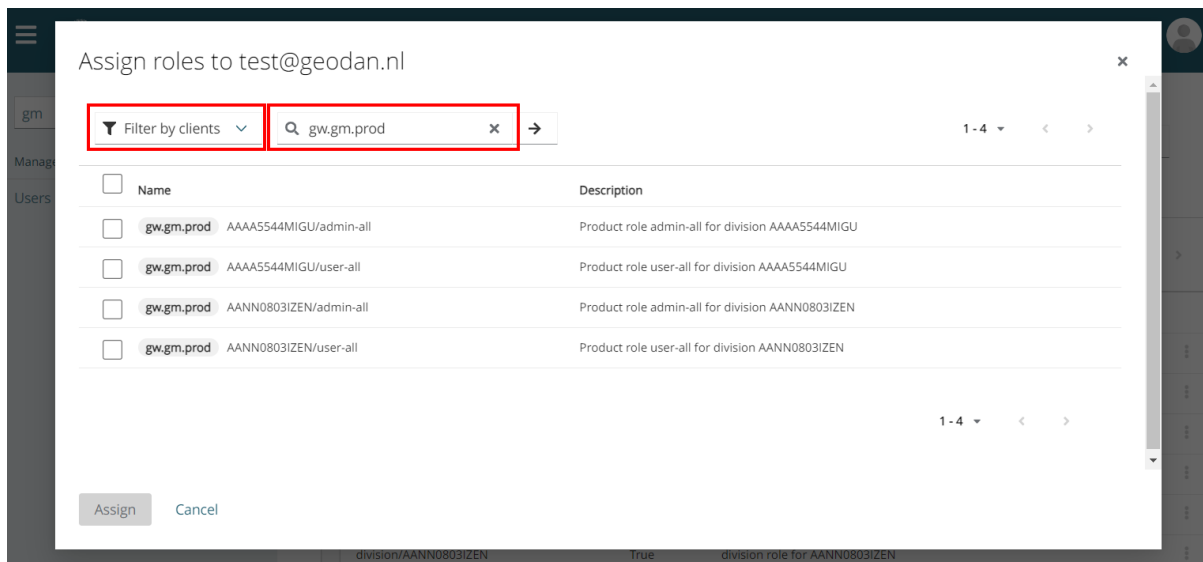 Assign roles to test@geodan.nl
gm
Filter by clients gw.gm.prod 1 - 4
Manage
Users
Name Description
gw.gm.prod AAAA5544MIGU/admin-all Product role admin-all for division AAAA5544MIGU
gw.gm.prod AAAA5544MIGU/user-all Product role user-all for division AAAA5544MIGU
gw.gm.prod AANN0803IZEN/admin-all Product role admin-all for division AANN0803IZEN
gw.gm.prod AANN0803IZEN/user-all Product role user-all for division AANN0803IZEN
1 - 4
Assign Cancel
division/AANN0803IZEN True division role for AANN0803IZEN